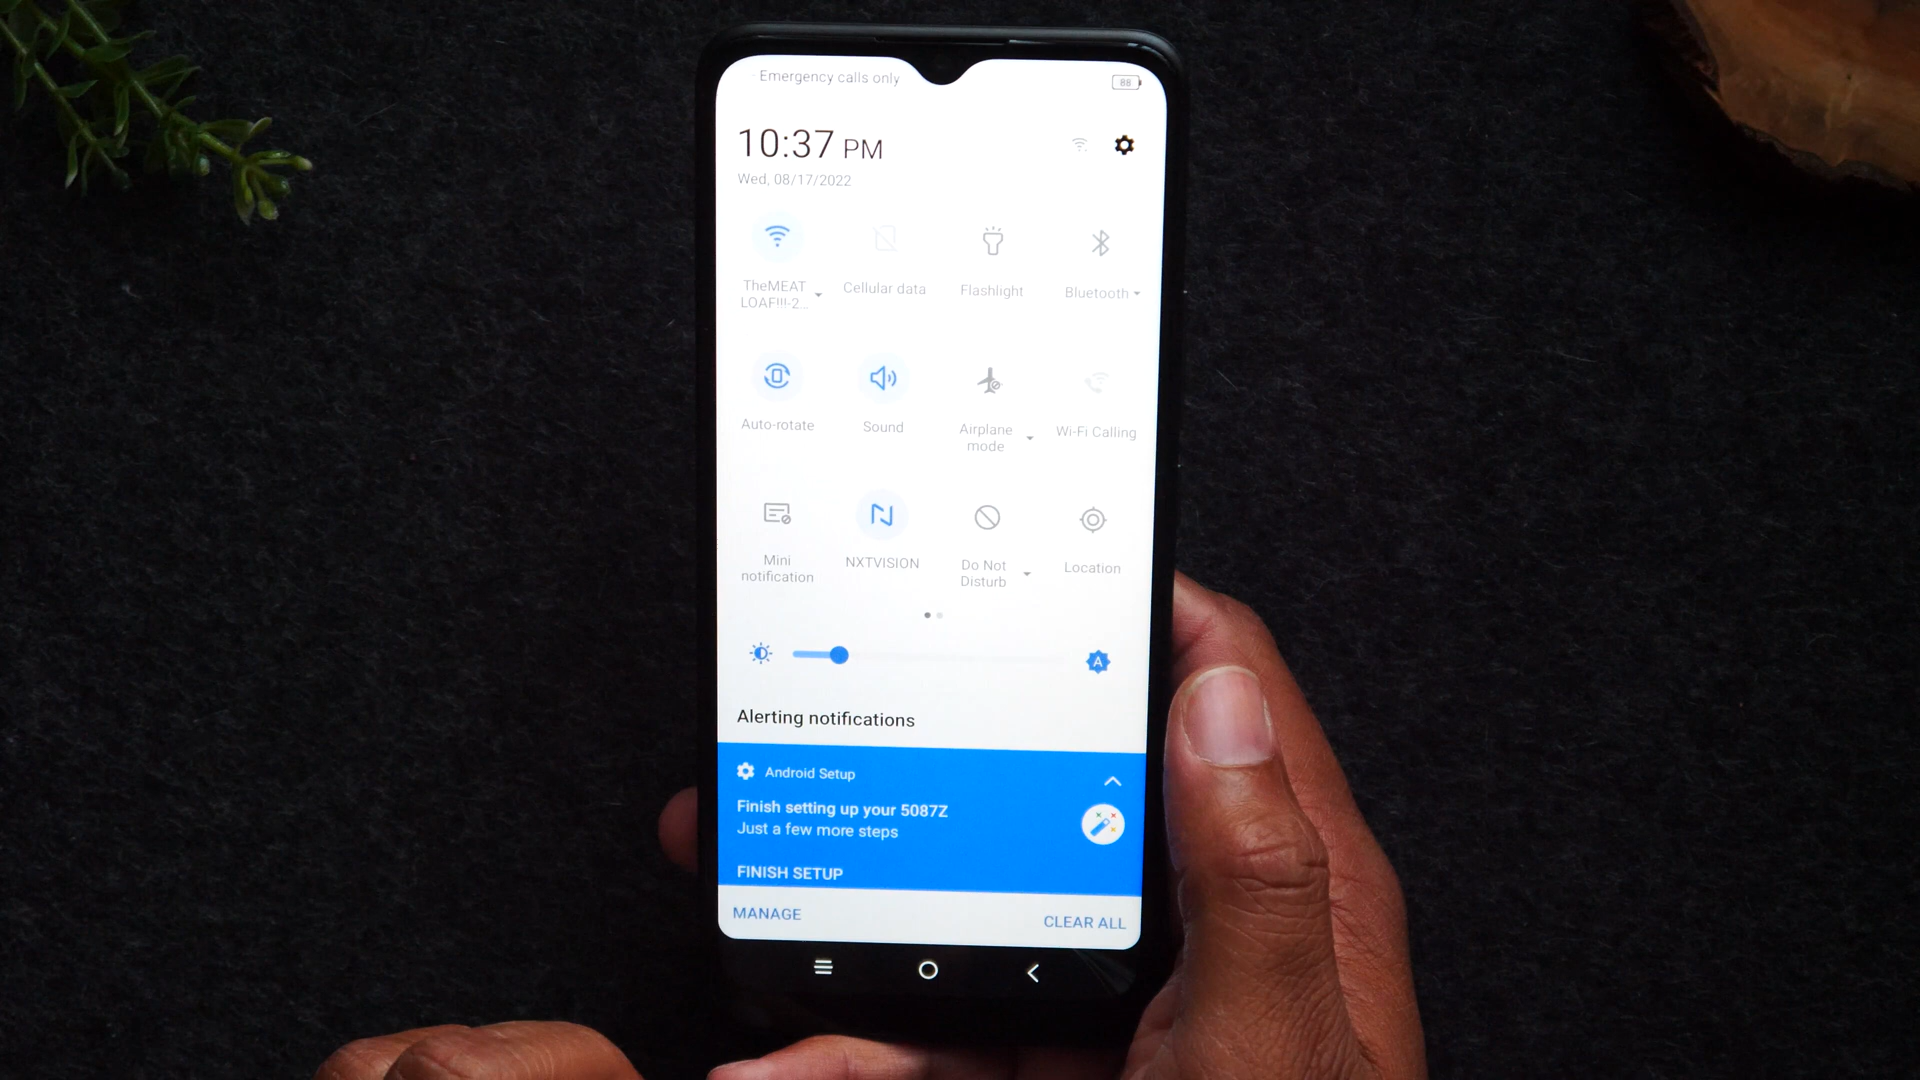 Emergency calls only
88
10:37 PM
Wed, 08/17/2022
TheMEAT
LOAF!!!-2...
Cellular data
Flashlight
Bluetooth
Auto-rotate
Sound
Airplane
mode
Wi-Fi Calling
Mini
notification
NXTVISION
Do Not
Disturb
Location
A
Alerting notifications
Android Setup
Finish setting up your 5087Z
Just a few more steps
FINISH SETUP
MANAGE
CLEAR ALL